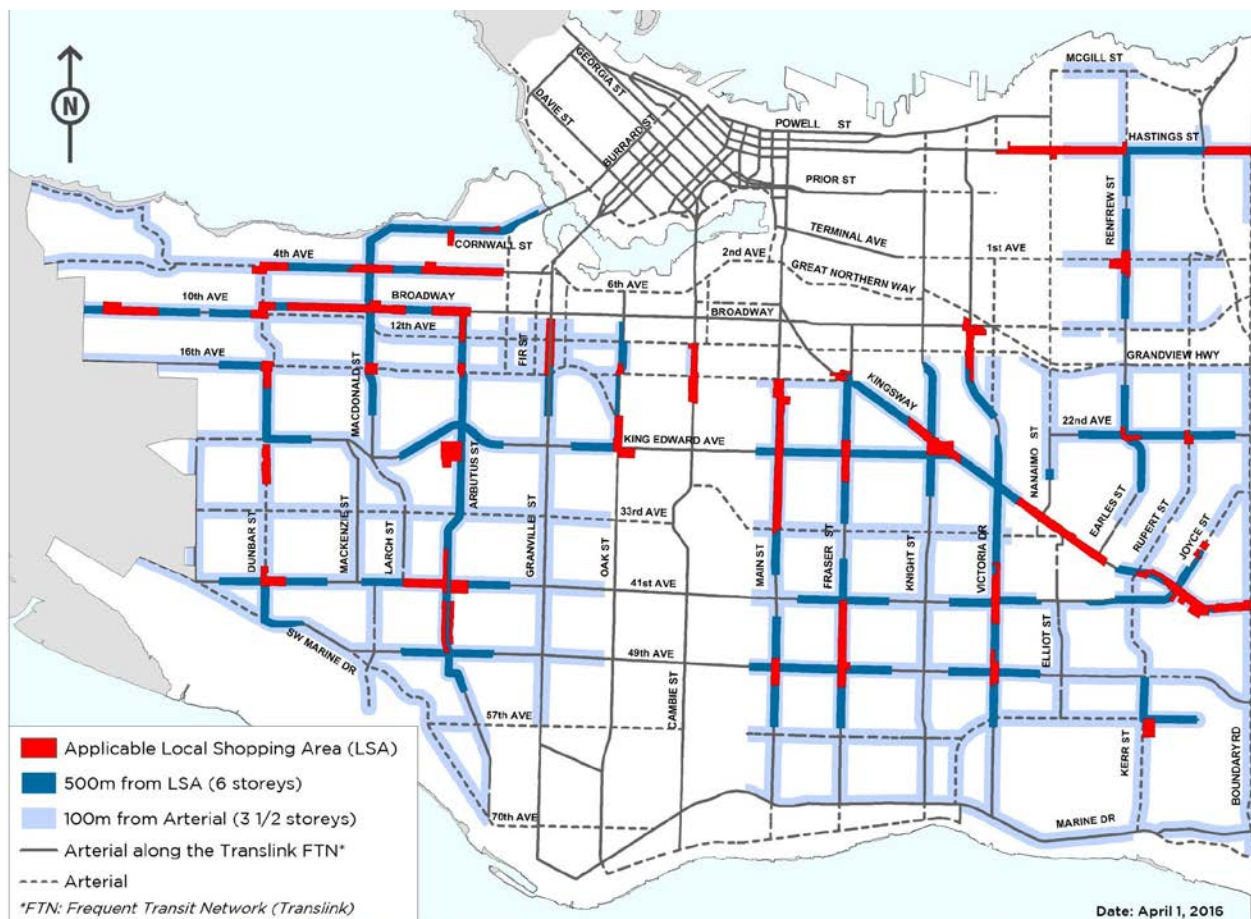 N
GEORGIA ST
DAVIE ST
BURRARD ST
MCGILL ST
POWELL ST
HASTINGS ST
PRIOR ST
RENFREW ST
CORNWALL ST
TERMINAL AVE
4th AVE
2nd AVE
1st AVE
GREAT NORTHERN WAY
6th AVE
10th AVE
BROADWAY
BROADWAY
12th AVE
FIR ST
16th AVE
GRANDVIEW HWY
MACDONALD ST
KINGSWAY
22nd AVE
KING EDWARD AVE
NANAIMO ST
ARBUTUS ST
GRANVILLE ST
33rd AVE
EARLES ST
RUPERT ST
JOYCE ST
DUNBAR ST
MACKENZIE ST
LARCH ST
OAK ST
MAIN ST
FRASER ST
KNIGHT ST
VICTORIA DR
41st AVE
ELLIOT ST
SW MARINE DR
49th AVE
CAMBIE ST
57th AVE
KERR ST
BOUNDARY RD
70th AVE
MARINE DR
Applicable Local Shopping Area (LSA)
500m from LSA (6 storeys)
100m from Arterial (3 1/2 storeys)
Arterial along the Translink FTN*
Arterial
*FTN: Frequent Transit Network (Translink)
Date: April 1, 2016